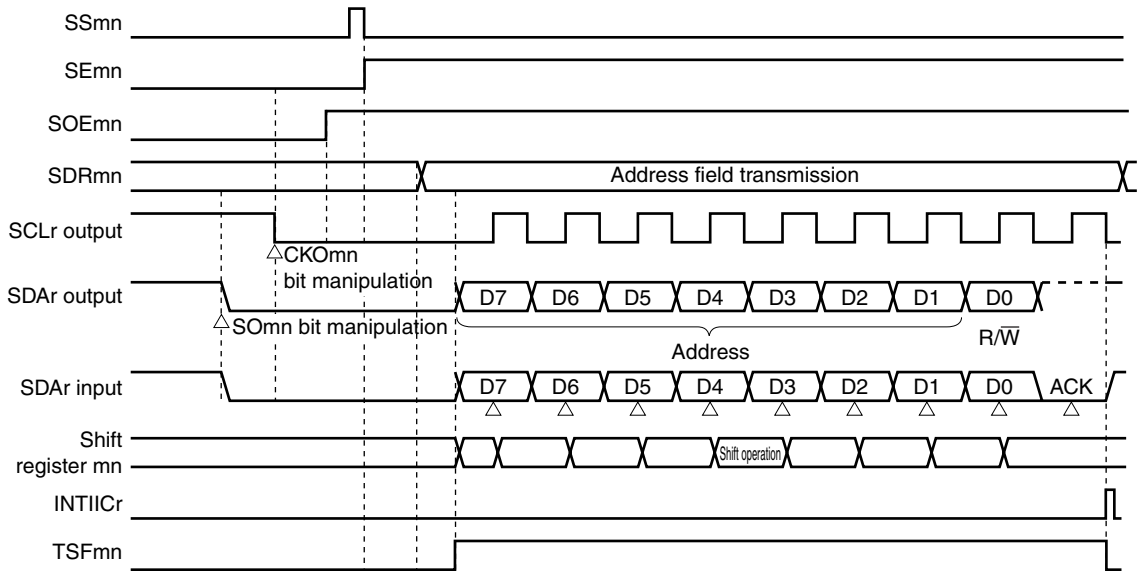 SSmn
SEmn
SOEmn
SDRmn
Address field transmission
SCLr output
CKOmn
bit manipulation
SDAr output
D7 D6 D5 D4 D3 D2 D1 D0
SOmn bit manipulation
R/W̅
Address
SDAr input
D7 D6 D5 D4 D3 D2 D1 D0 ACK
Shift
register mn
Shift operation
INTIICr
TSFmn